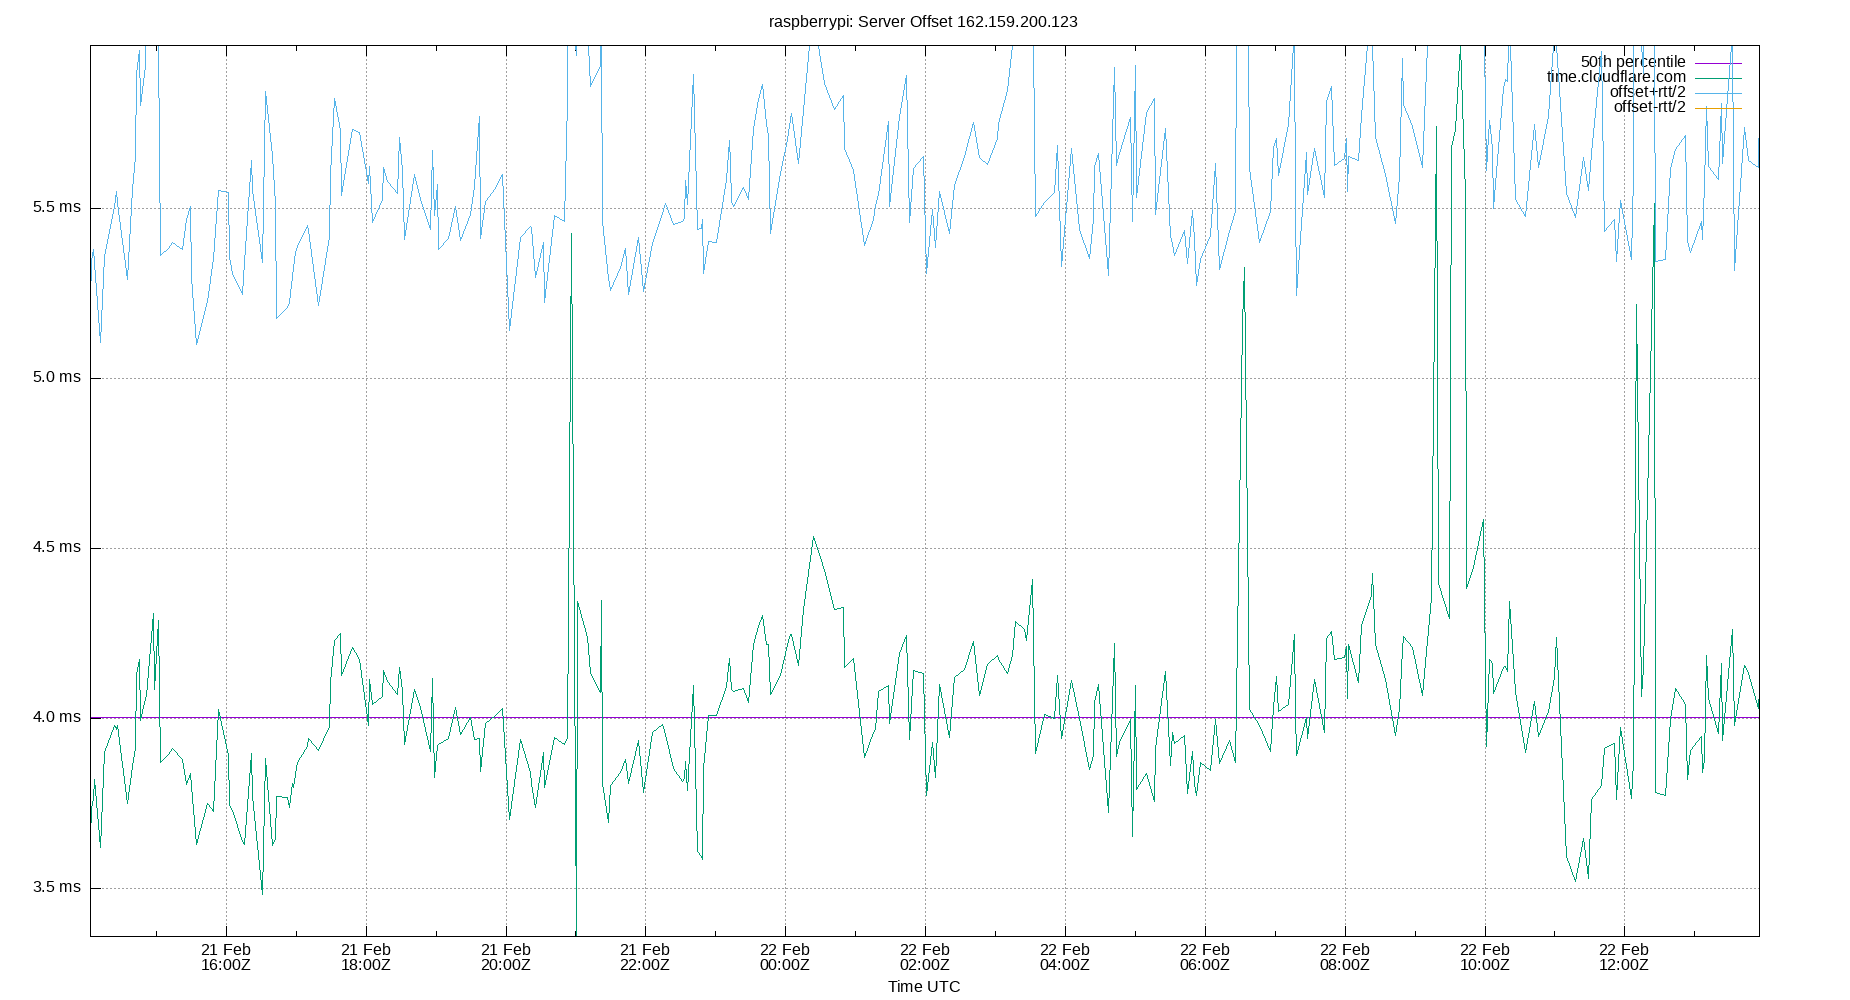 raspberrypi: Server Offset 162.159.200.123
50th percentile
time.cloudflare.com
offset+rtt/2
offset-rtt/2
5.5 ms
5.0 ms
4.5 ms
4.0 ms
3.5 ms
21 Feb 21 Feb 21 Feb 21 Feb 22 Feb 22 Feb 22 Feb 22 Feb 22 Feb 22 Feb 22 Feb
16:00Z 18:00Z 20:00Z 22:00Z 00:00Z 02:00Z 04:00Z 06:00Z 08:00Z 10:00Z 12:00Z
Time UTC